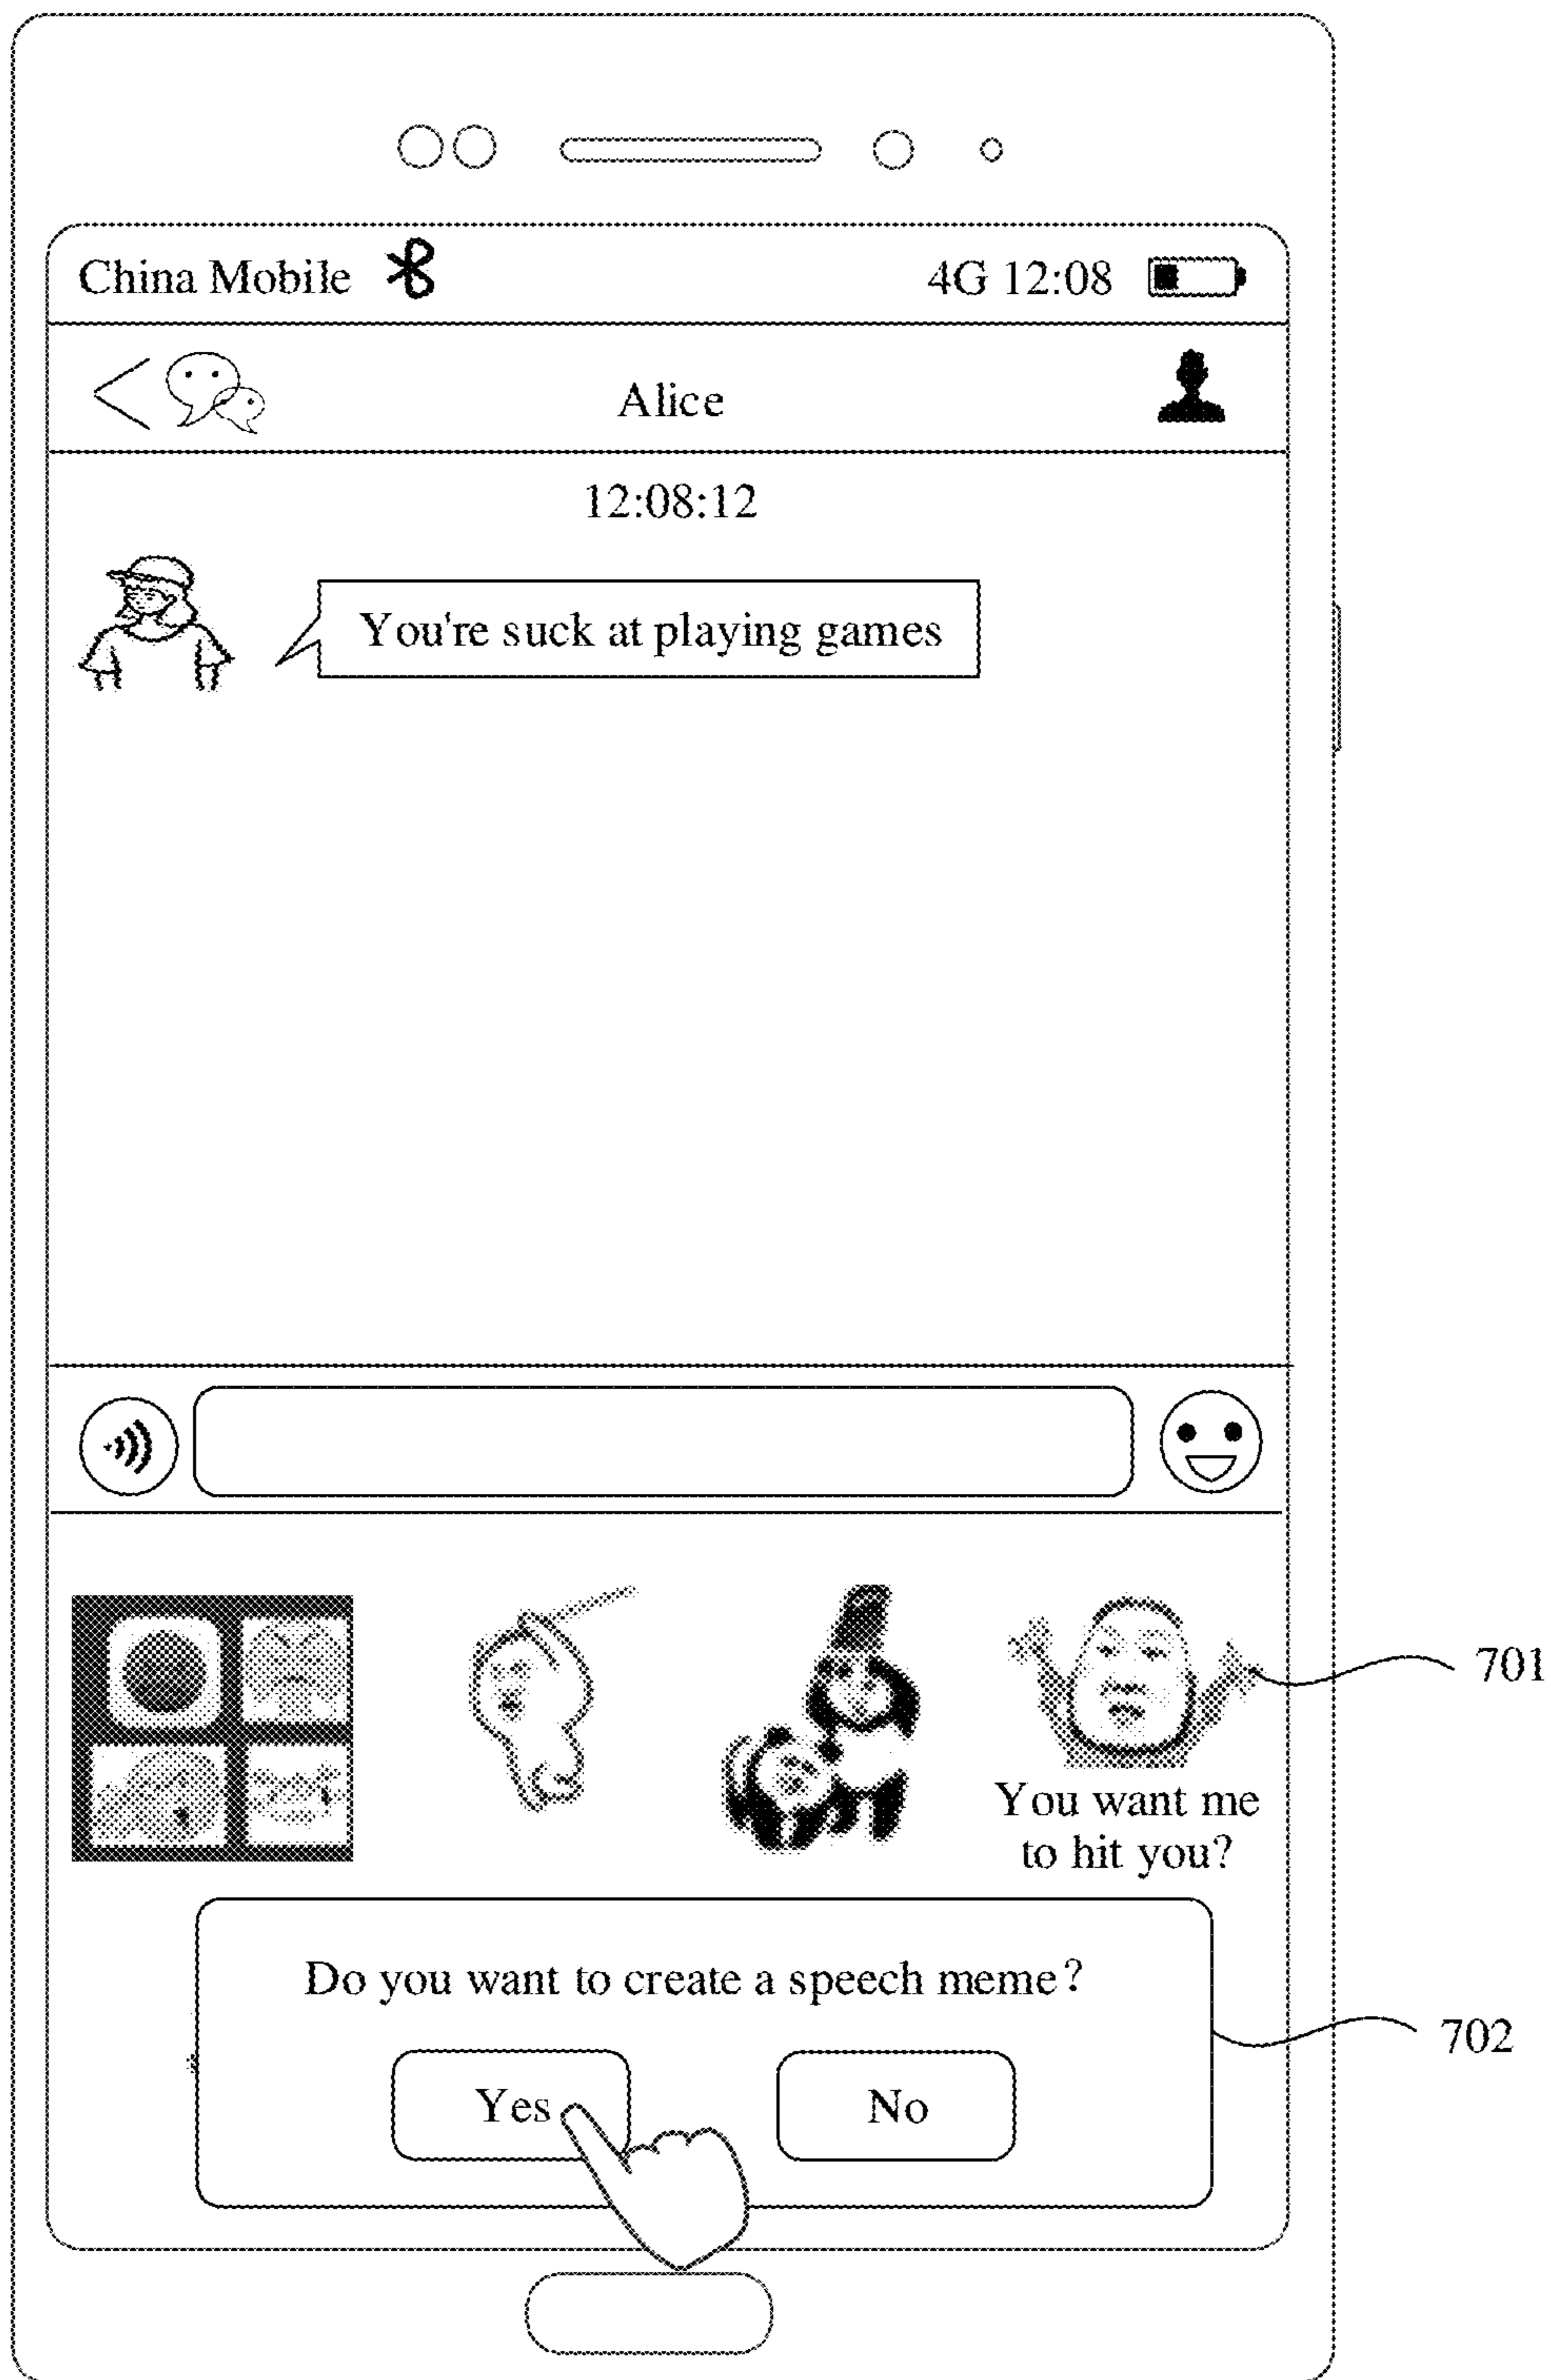 China Mobile 4G 12:08
Alice
12:08:12
You're suck at playing games
701
You want me
to hit you?
Do you want to create a speech meme?
702
Yes No